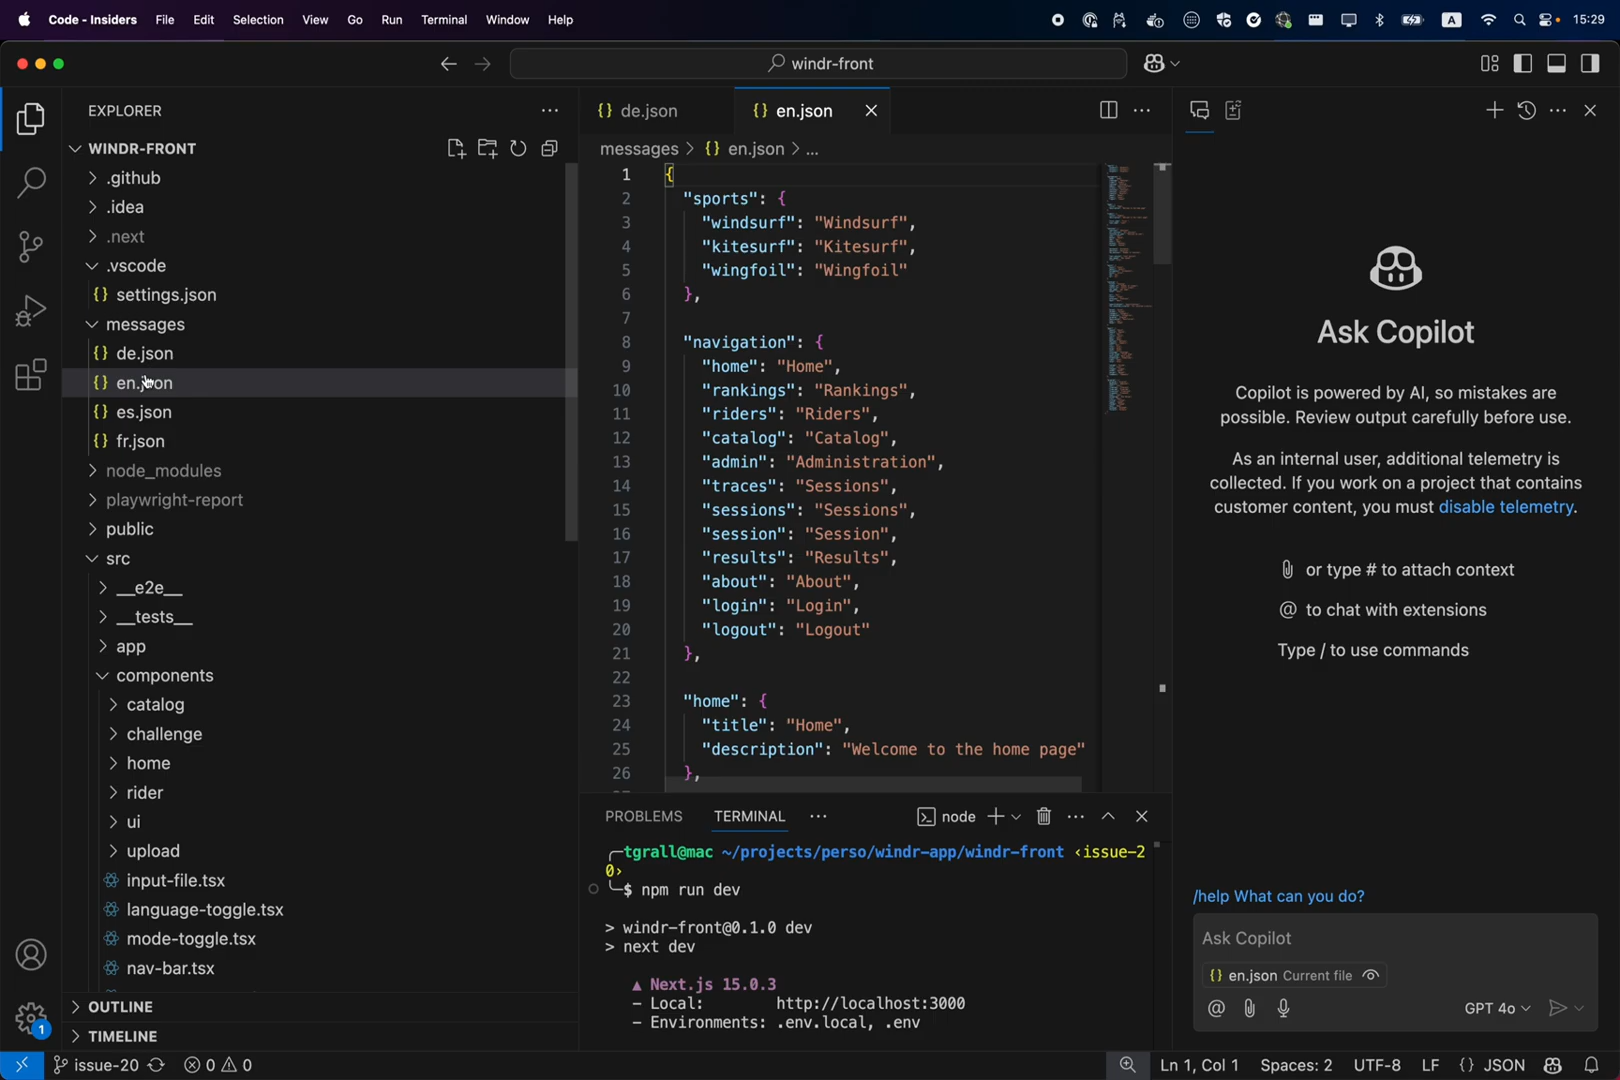 Code - Insiders File Edit Selection View Go Run Terminal Window Help A 15:29
windr-front
EXPLORER
WINDR-FRONT
.github
.idea
.next
.vscode
{} settings.json
messages
{} de.json
{} en.json
{} es.json
{} fr.json
node_modules
playwright-report
public
src
__e2e__
__tests__
app
components
catalog
challenge
home
rider
ui
upload
input-file.tsx
language-toggle.tsx
mode-toggle.tsx
nav-bar.tsx
OUTLINE
TIMELINE
{} de.json {} en.json
messages > {} en.json > ...
1 {
2 "sports": {
3 "windsurf": "Windsurf",
4 "kitesurf": "Kitesurf",
5 "wingfoil": "Wingfoil"
6 },
7
8 "navigation": {
9 "home": "Home",
10 "rankings": "Rankings",
11 "riders": "Riders",
12 "catalog": "Catalog",
13 "admin": "Administration",
14 "traces": "Sessions",
15 "sessions": "Sessions",
16 "session": "Session",
17 "results": "Results",
18 "about": "About",
19 "login": "Login",
20 "logout": "Logout"
21 },
22
23 "home": {
24 "title": "Home",
25 "description": "Welcome to the home page"
26 },
PROBLEMS TERMINAL ... node
tgrall@mac ~/projects/perso/windr-app/windr-front <issue-2
0>
$ npm run dev
> windr-front@0.1.0 dev
> next dev
▲ Next.js 15.0.3
- Local: http://localhost:3000
- Environments: .env.local, .env
Ask Copilot
Copilot is powered by AI, so mistakes are
possible. Review output carefully before use.
As an internal user, additional telemetry is
collected. If you work on a project that contains
customer content, you must disable telemetry.
or type # to attach context
@ to chat with extensions
Type / to use commands
/help What can you do?
Ask Copilot
{} en.json Current file
@ GPT 4o
1
issue-20 0 0 Ln 1, Col 1 Spaces: 2 UTF-8 LF {} JSON